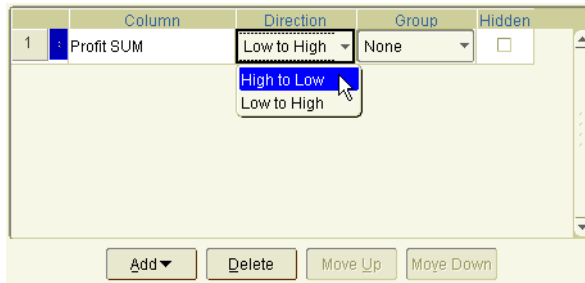 Column Direction Group Hidden
1 : Profit SUM Low to High None
High to Low
Low to High
Add Delete Move Up Move Down